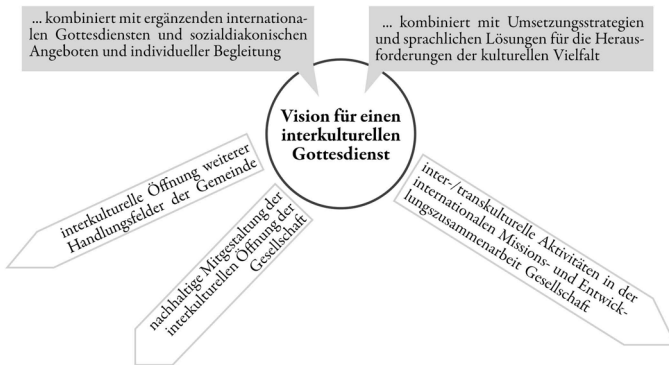 ... kombiniert mit ergänzenden internationa-
len Gottesdiensten und sozialdiakonischen
Angeboten und individueller Begleitung
... kombiniert mit Umsetzungsstrategien
und sprachlichen Lösungen für die Heraus-
forderungen der kulturellen Vielfalt
Vision für einen
interkulturellen
Gottesdienst
interkulturelle Öffnung weiterer
Handlungsfelder der Gemeinde
nachhaltige Mitgestaltung der
interkulturellen Öffnung der
Gesellschaft
inter-/transkulturelle Aktivitäten in der
internationalen Missions- und Entwick-
lungszusammenarbeit Gesellschaft